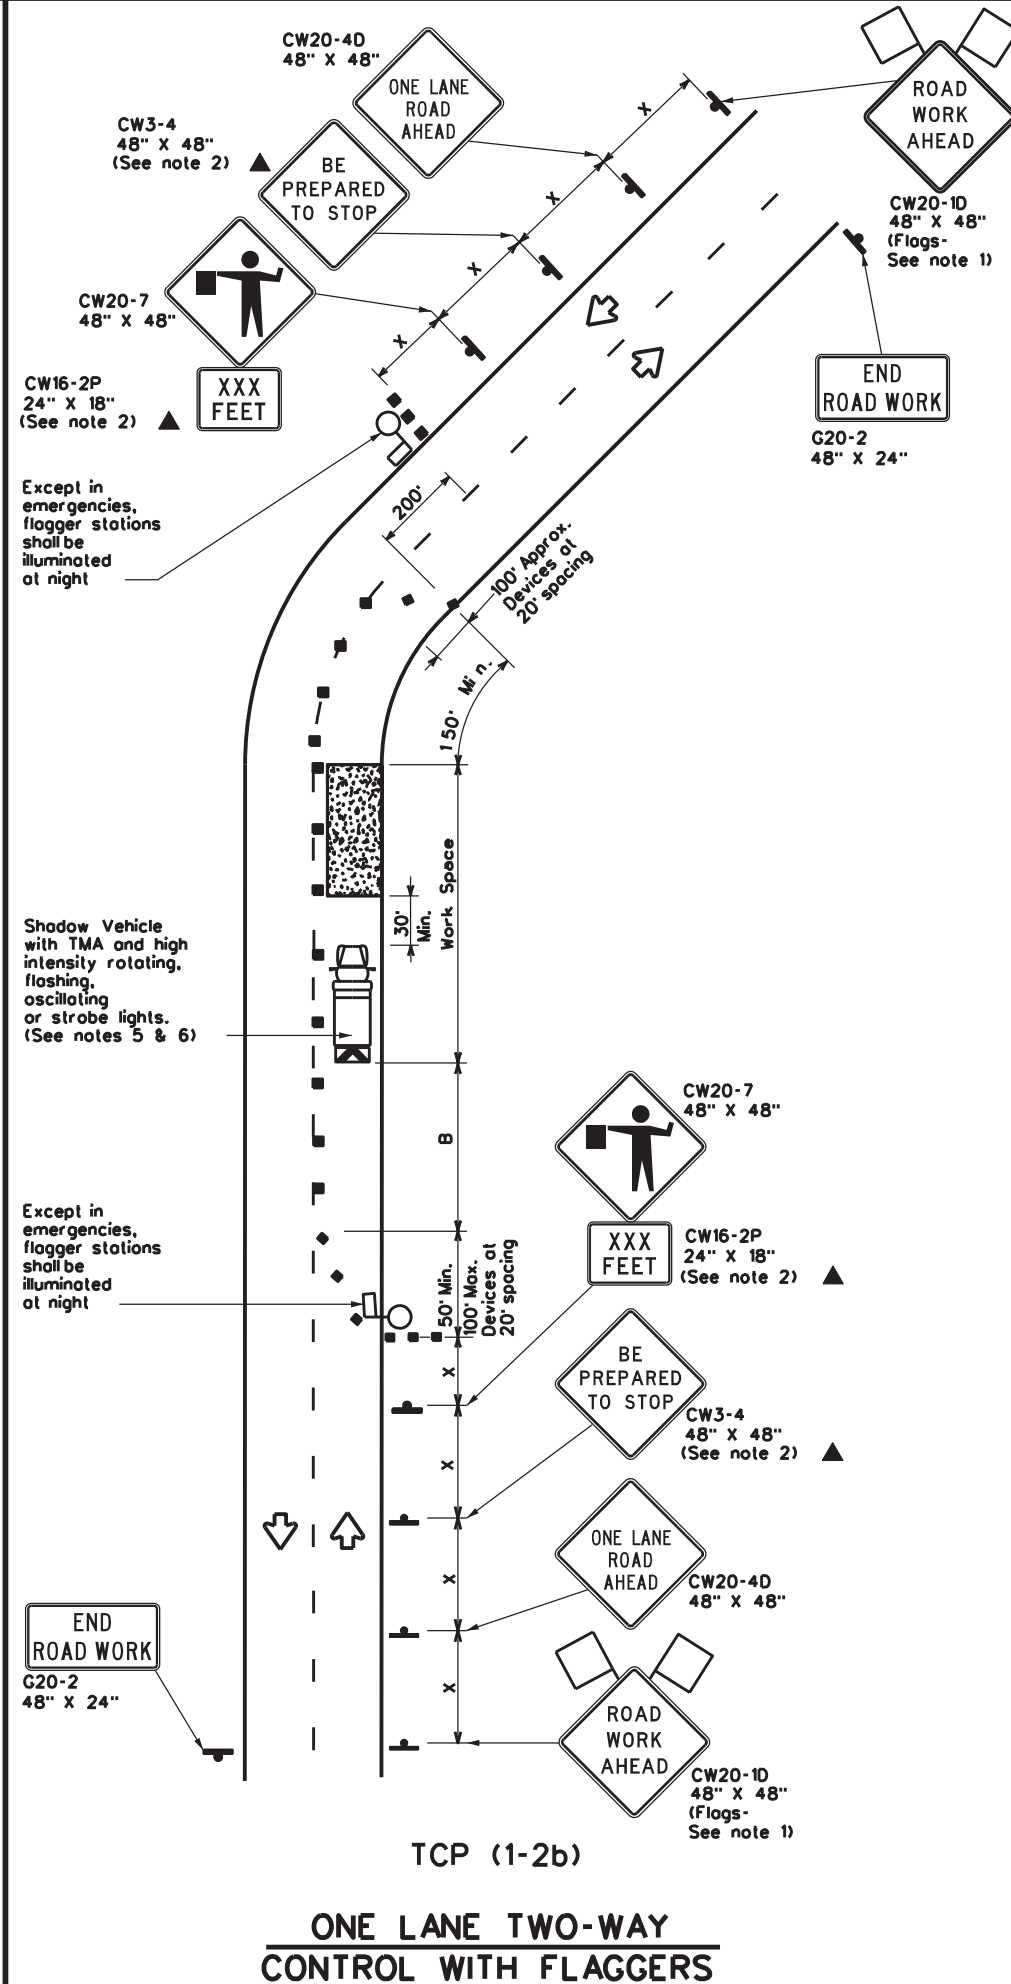 CW20-4D
48" X 48"
ONE LANE
ROAD
AHEAD
ROAD
WORK
AHEAD
CW20-1D
48" X 48"
(Flags-
See note 1)
CW3-4
48" X 48"
(See note 2)
BE
PREPARED
TO STOP
CW20-7
48" X 48"
CW16-2P
24" X 18"
(See note 2)
XXX
FEET
X
X
X
X
END
ROAD WORK
G20-2
48" X 24"
Except in
emergencies,
flagger stations
shall be
illuminated
at night
200'
100' Approx.
Devices at
20' spacing
150' Min.
Work Space
30'
Min.
Shadow Vehicle
with TMA and high
intensity rotating,
flashing,
oscillating
or strobe lights.
(See notes 5 & 6)
B
CW20-7
48" X 48"
XXX
FEET
CW16-2P
24" X 18"
(See note 2)
Except in
emergencies,
flagger stations
shall be
illuminated
at night
50' Min.
100' Max.
Devices at
20' spacing
X
X
X
X
BE
PREPARED
TO STOP
CW3-4
48" X 48"
(See note 2)
ONE LANE
ROAD
AHEAD
CW20-4D
48" X 48"
END
ROAD WORK
G20-2
48" X 24"
ROAD
WORK
AHEAD
CW20-1D
48" X 48"
(Flags-
See note 1)
TCP (1-2b)
ONE LANE TWO-WAY
CONTROL WITH FLAGGERS